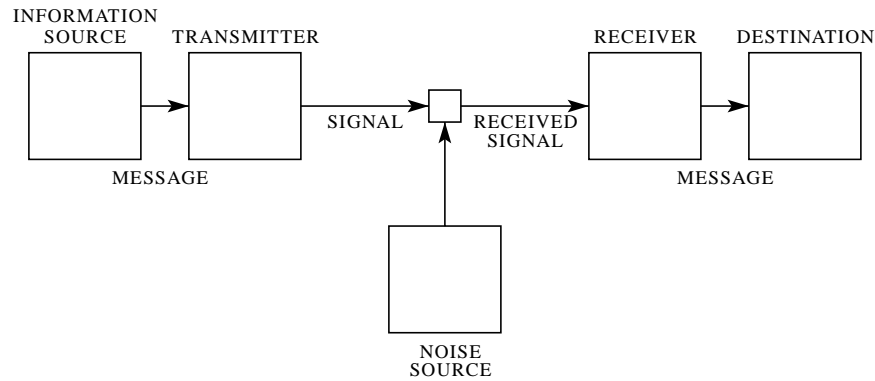 INFORMATION
SOURCE
TRANSMITTER
RECEIVER
DESTINATION
SIGNAL
RECEIVED
SIGNAL
MESSAGE
MESSAGE
NOISE
SOURCE